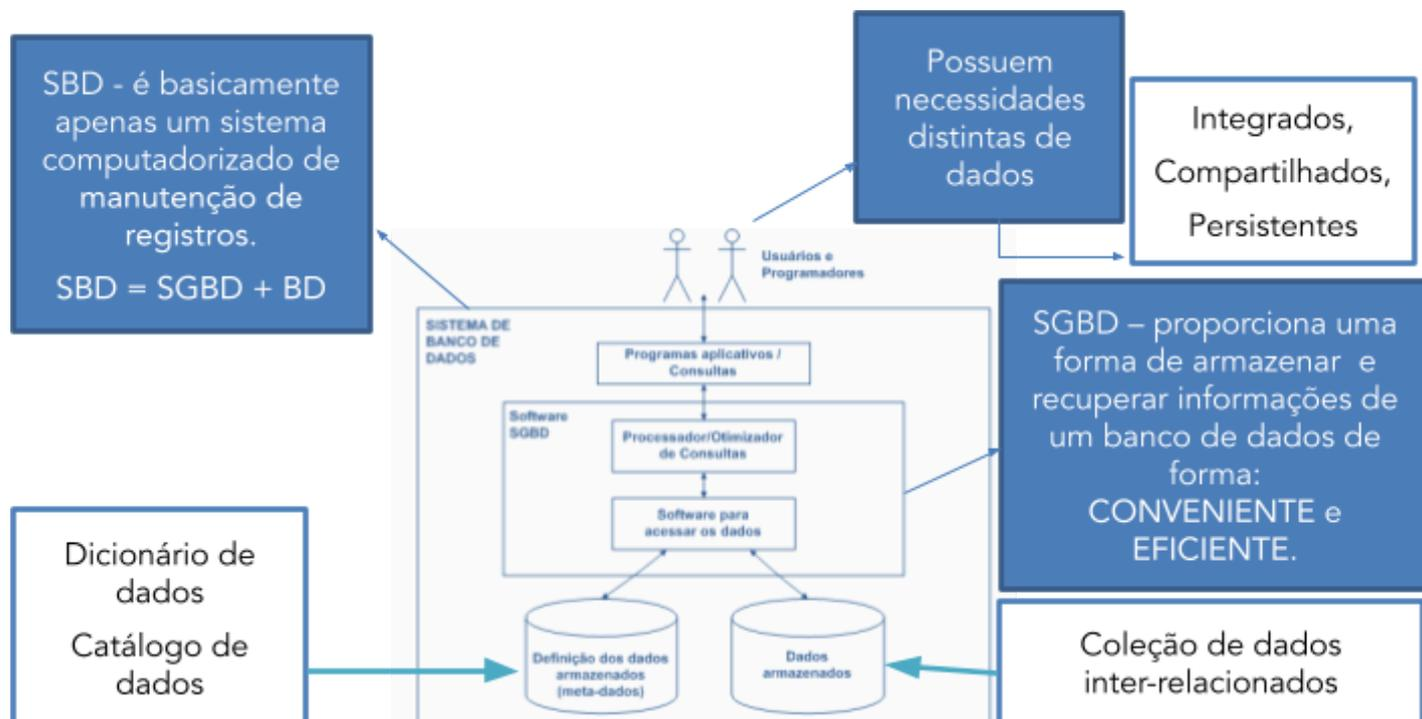 SBD - é basicamente
apenas um sistema
computadorizado de
manutenção de
registros.
SBD = SGBD + BD
Possuem
necessidades
distintas de
dados
Integrados,
Compartilhados,
Persistentes
Usuários e
Programadores
SISTEMA DE
BANCO DE
DADOS
Programas aplicativos /
Consultas
Software
SGBD
Processador/Otimizador
de Consultas
Software para
acessar os dados
SGBD – proporciona uma
forma de armazenar e
recuperar informações de
um banco de dados de
forma:
CONVENIENTE e
EFICIENTE.
Dicionário de
dados
Catálogo de
dados
Definição dos dados
armazenados
(meta-dados)
Dados
armazenados
Coleção de dados
inter-relacionados